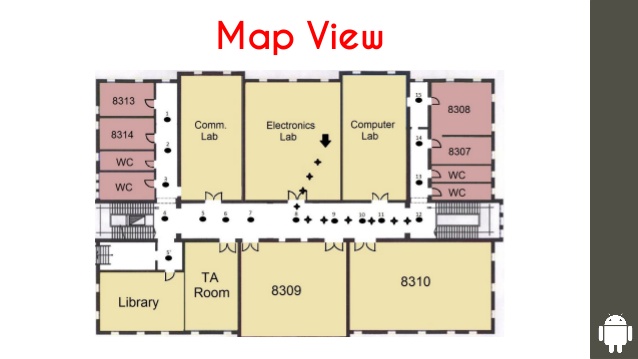 Map View
8313
8314
WC
WC
Comm.
Lab
Electronics
Lab
Computer
Lab
8308
8307
WC
WC
15
14
13
1
2
3
4
5
6
7
8
9
10
11
12
Library
TA
Room
8309
8310